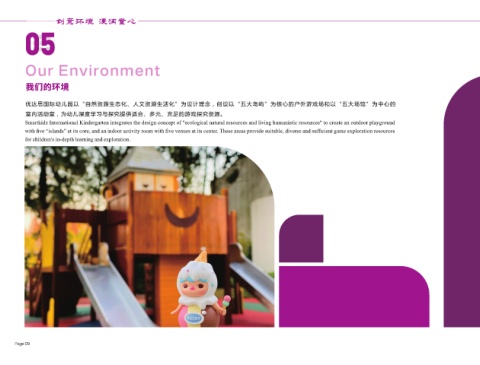 创意环境 浸润童心
05
Our Environment
我们的环境
优达思国际幼儿园以“自然资源生态化、人文资源生活化”为设计理念，创设以“五大岛屿”为核心的户外游戏场和以“五大场馆”为中心的
室内活动室，为幼儿深度学习与探究提供适合、多元、充足的游戏探究资源。
Smartkidz International Kindergarten integrates the design concept of "ecological natural resources and living humanistic resources" to create an outdoor playground
with five "islands" at its core, and an indoor activity room with five venues at its center. These areas provide suitable, diverse and sufficient game exploration resources
for children's in-depth learning and exploration.
Page 09